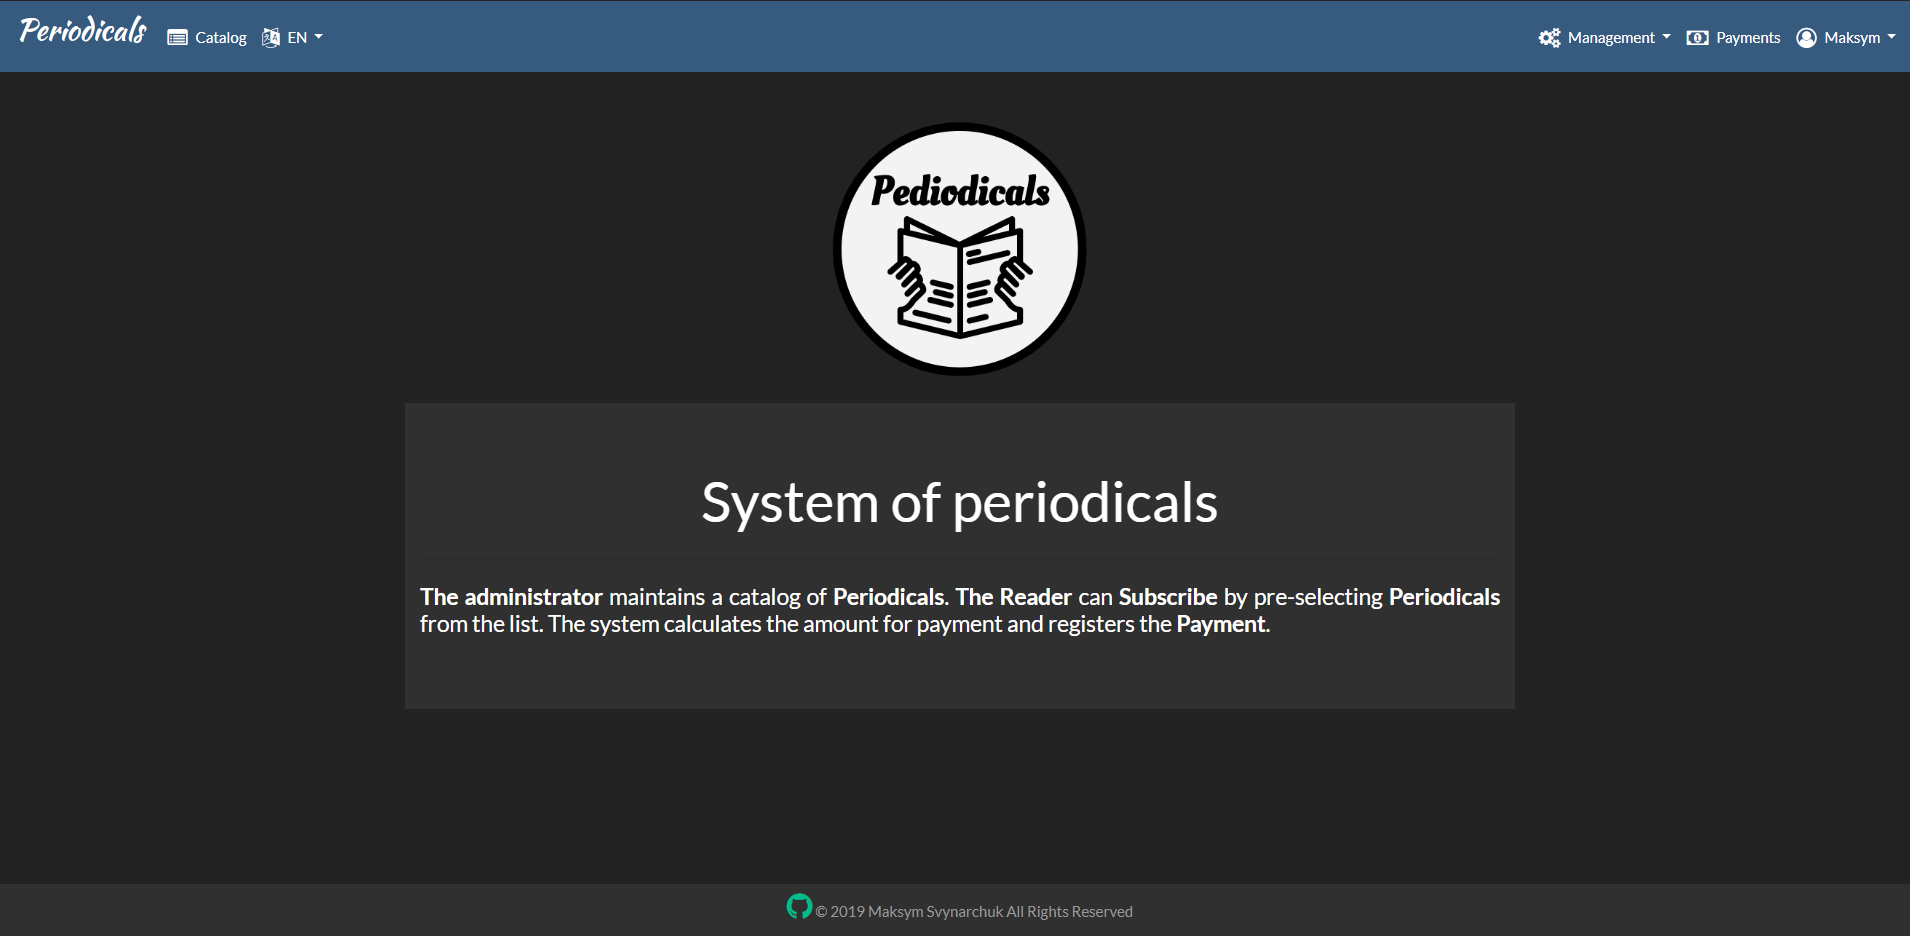 Periodicals
Catalog
EN
Management
Payments
Maksym
Pediodicals
System of periodicals
The administrator maintains a catalog of Periodicals. The Reader can Subscribe by pre-selecting Periodicals
from the list. The system calculates the amount for payment and registers the Payment.
© 2019 Maksym Svynarchuk All Rights Reserved